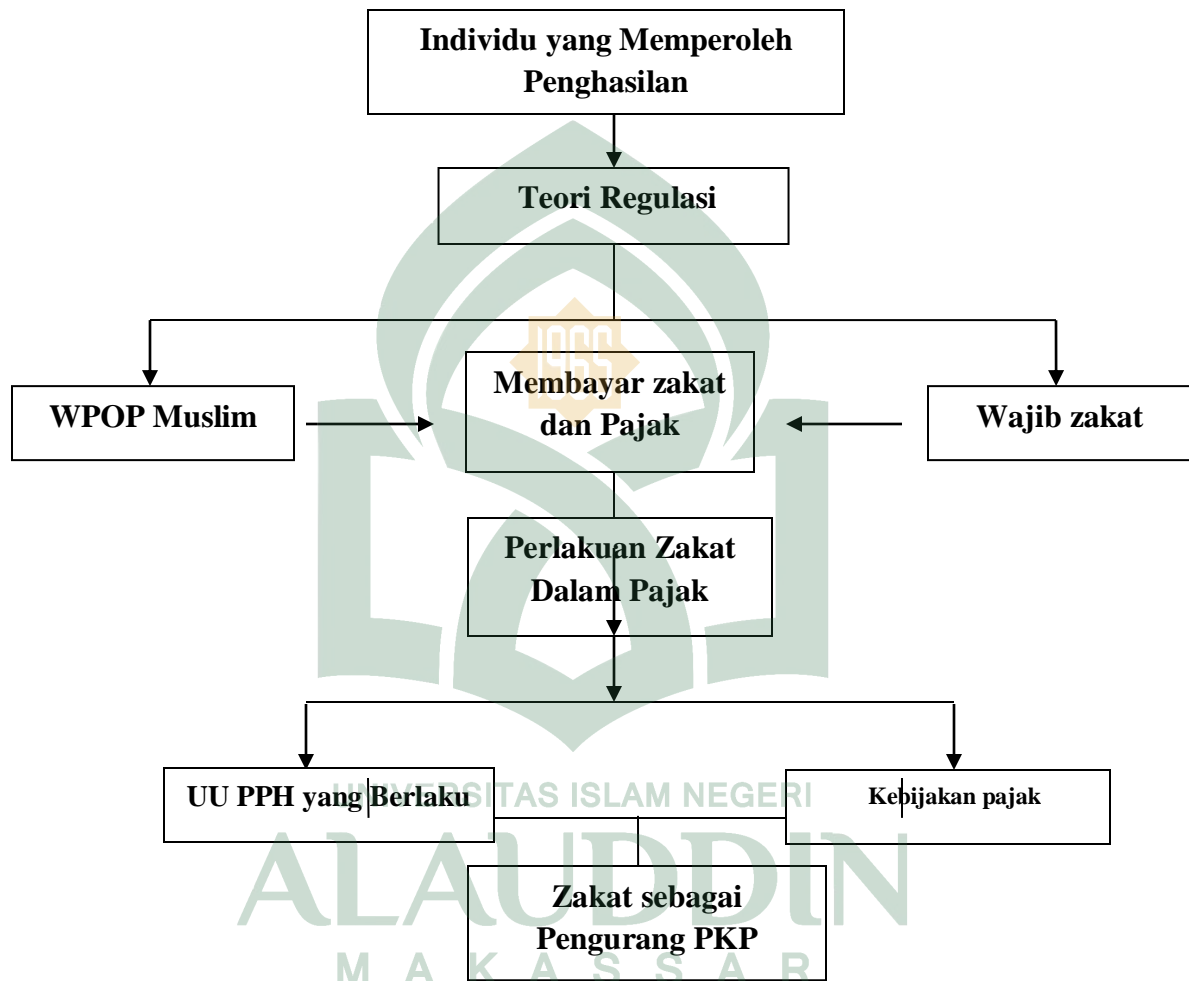 Individu yang Memperoleh
Penghasilan
Teori Regulasi
1965
WPOP Muslim
Membayar zakat
dan Pajak
Wajib zakat
Perlakuan Zakat
Dalam Pajak
UU PPH yang Berlaku
Kebijakan pajak
UNIVERSITAS ISLAM NEGERI
ALAUDDIN
Zakat sebagai
Pengurang PKP
MAKASSAR